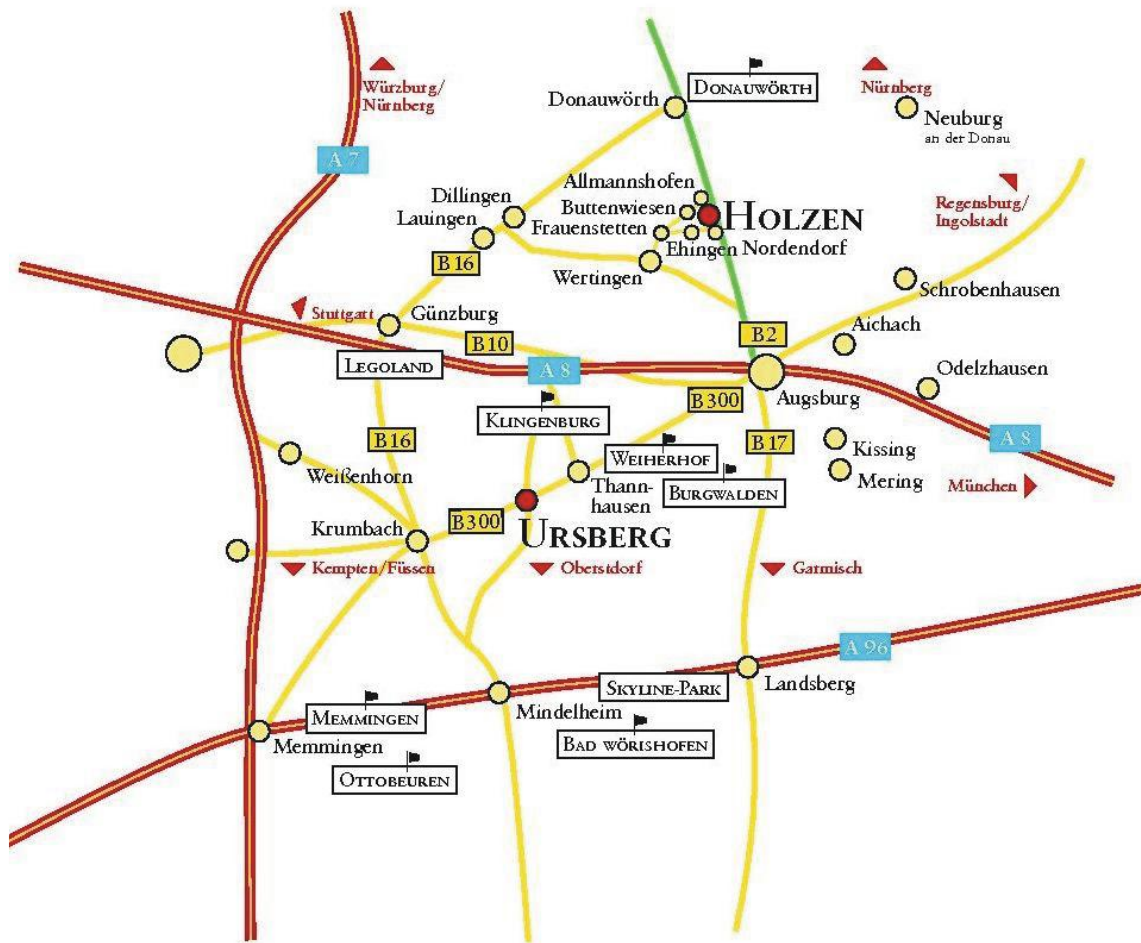 Würzburg/
Nürnberg
A 7
Donauwörth
DONAUWÖRTH
Nürnberg
Neuburg
an der Donau
Allmannshofen
Dillingen
Buttenwiesen
HOLZEN
Lauingen
Frauenstetten
Ehingen Nordendorf
Regensburg/
Ingolstadt
B 16
Wertingen
Schrobenhausen
Stuttgart
Günzburg
Aichach
B 10
B 2
LEGOLAND
A 8
Odelzhausen
B 300
Augsburg
KLINGENBURG
B 16
B 17
A 8
Kissing
WEIHERHOF
Weißenhorn
Mering
Thann-
hausen
BURGWALDEN
München
B 300
Krumbach
URSBERG
Kempten/Füssen
Oberstdorf
Garmisch
A 96
SKYLINE-PARK
Landsberg
MEMMINGEN
Mindelheim
Memmingen
BAD WÖRISHOFEN
OTTOBEUREN